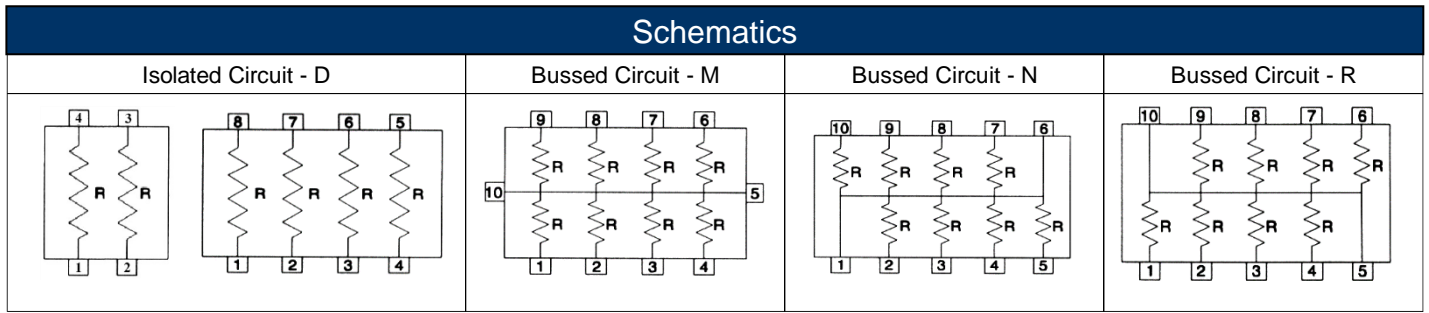 Schematics
Isolated Circuit - D
Bussed Circuit - M
Bussed Circuit - N
Bussed Circuit - R
4 3
R R
1 2
8 7 6 5
R R R R
1 2 3 4
9 8 7 6
R R R R
10 5
R R R R
1 2 3 4
10 9 8 7 6
R R R R
R R R R
1 2 3 4 5
10 9 8 7 6
R R R R
R R R R
1 2 3 4 5